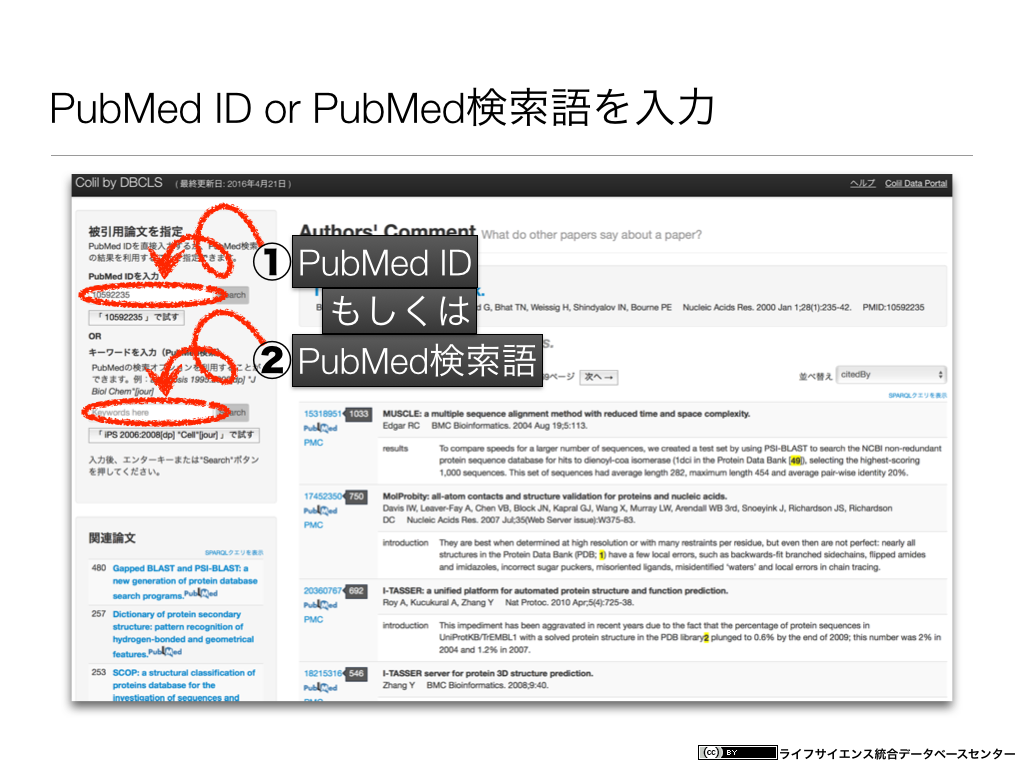 PubMed ID or PubMed検索語を入力
Colil by DBCLS (最終更新日: 2016年4月21日)
ヘルプ Colil Data Portal
被引用論文を指定
PubMed IDを直接入力するか、PubMed検索
の結果を利用する
指定できます。
PubMed IDを入力
10592235
「 10592235 」で試す
OR
キーワードを入力 (PubMed検索)
PubMedの検索オプションを利用することが
できます。例：
1995:2000[dp] "J
Biol Chem"[jour]
Keywords here
「 iPS 2006:2008[dp] "Cell"[jour] 」で試す
入力後、エンターキーまたは"Search"ボタン
を押してください。
① PubMed ID
もしくは
② PubMed検索語
Authors' Comment What do other papers say about a paper?
G, Bhat TN, Weissig H, Shindyalov IN, Bourne PE Nucleic Acids Res. 2000 Jan 1;28(1):235-42. PMID:10592235
ページ 次へ→
並べ替え citedBy
SPARQLクエリを表示
15318951 1033 MUSCLE: a multiple sequence alignment method with reduced time and space complexity.
PubMed Edgar RC BMC Bioinformatics. 2004 Aug 19;5:113.
PMC
results To compare speeds for a larger number of sequences, we created a test set by using PSI-BLAST to search the NCBI non-redundant
protein sequence database for hits to dienoyl-coa isomerase (1dci in the Protein Data Bank [49]), selecting the highest-scoring
1,000 sequences. This set of sequences had average length 282, maximum length 454 and average pair-wise identity 20%.
17452350 750 MolProbity: all-atom contacts and structure validation for proteins and nucleic acids.
PubMed Davis IW, Leaver-Fay A, Chen VB, Block JN, Kapral GJ, Wang X, Murray LW, Arendall WB 3rd, Snoeyink J, Richardson JS, Richardson
PMC DC Nucleic Acids Res. 2007 Jul;35(Web Server issue):W375-83.
introduction They are best when determined at high resolution or with many restraints per residue, but even then are not perfect: nearly all
structures in the Protein Data Bank (PDB; 1) have a few local errors, such as backwards-fit branched sidechains, flipped amides
and imidazoles, incorrect sugar puckers, misoriented ligands, misidentified 'waters' and local errors in chain tracing.
20360767 692 I-TASSER: a unified platform for automated protein structure and function prediction.
PubMed Roy A, Kucukural A, Zhang Y Nat Protoc. 2010 Apr;5(4):725-38.
PMC
introduction This impediment has been aggravated in recent years due to the fact that the percentage of protein sequences in
UniProtKB/TrEMBL1 with a solved protein structure in the PDB library2 plunged to 0.6% by the end of 2009; this number was 2% in
2004 and 1.2% in 2007.
18215316 546 I-TASSER server for protein 3D structure prediction.
PubMed Zhang Y BMC Bioinformatics. 2008;9:40.
関連論文
SPARQLクエリを表示
480 Gapped BLAST and PSI-BLAST: a
new generation of protein database
search programs. PubMed
257 Dictionary of protein secondary
structure: pattern recognition of
hydrogen-bonded and geometrical
features. PubMed
253 SCOP: a structural classification of
proteins database for the
investigation of sequences and
(cc) BY ライフサイエンス統合データベースセンター